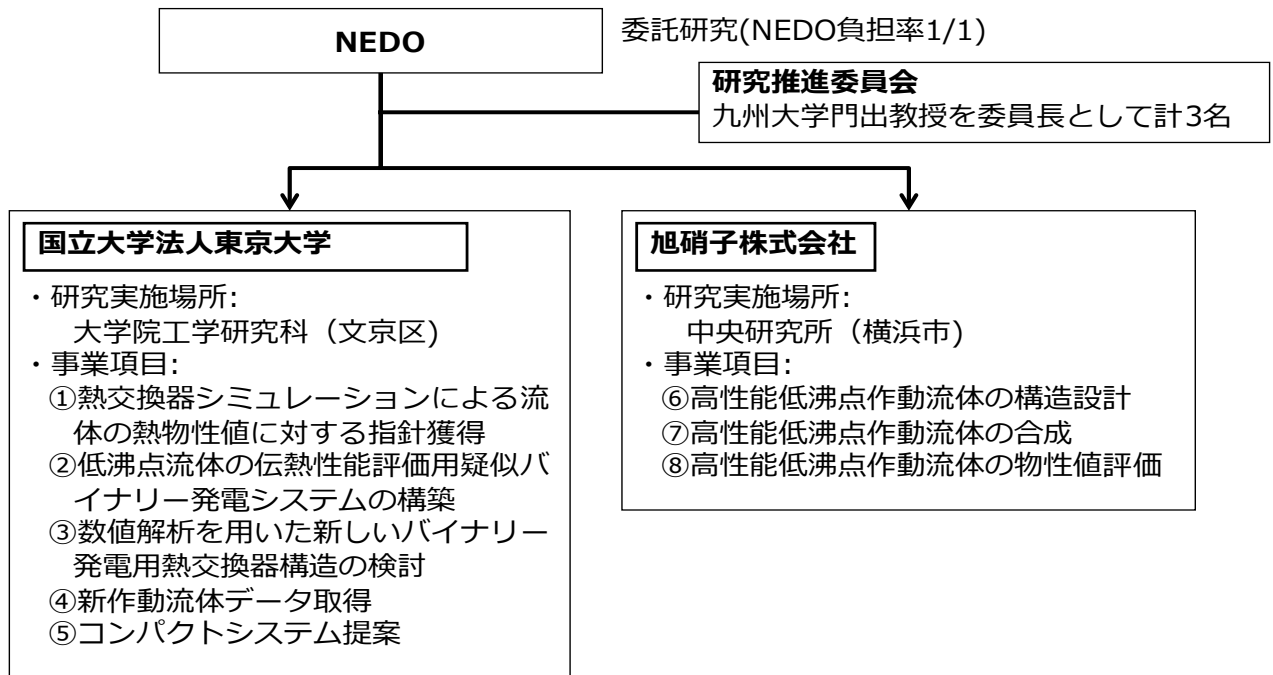 NEDO
委託研究(NEDO負担率1/1)
研究推進委員会
九州大学門出教授を委員長として計3名
国立大学法人東京大学
・研究実施場所:
大学院工学研究科（文京区)
・事業項目:
①熱交換器シミュレーションによる流
体の熱物性値に対する指針獲得
②低沸点流体の伝熱性能評価用疑似バ
イナリー発電システムの構築
③数値解析を用いた新しいバイナリー
発電用熱交換器構造の検討
④新作動流体データ取得
⑤コンパクトシステム提案
旭硝子株式会社
・研究実施場所:
中央研究所（横浜市)
・事業項目:
⑥高性能低沸点作動流体の構造設計
⑦高性能低沸点作動流体の合成
⑧高性能低沸点作動流体の物性値評価